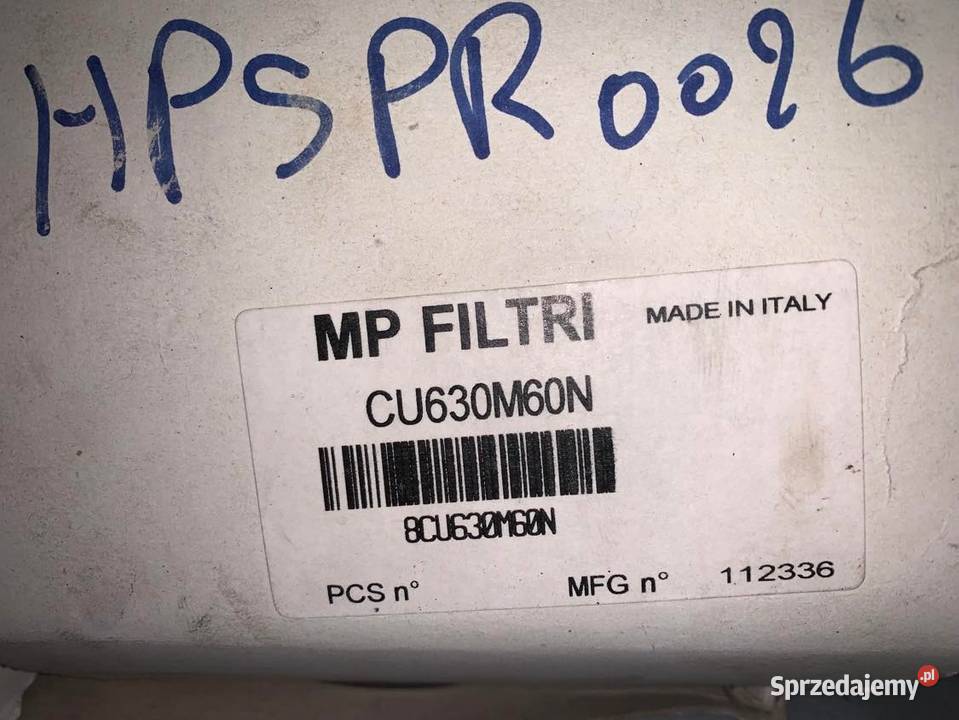 HPSPR0026
MP FILTRI
MADE IN ITALY
CU630M60N
8CU630M60N
PCS n°
MFG n° 112336
Sprzedajemy.pl